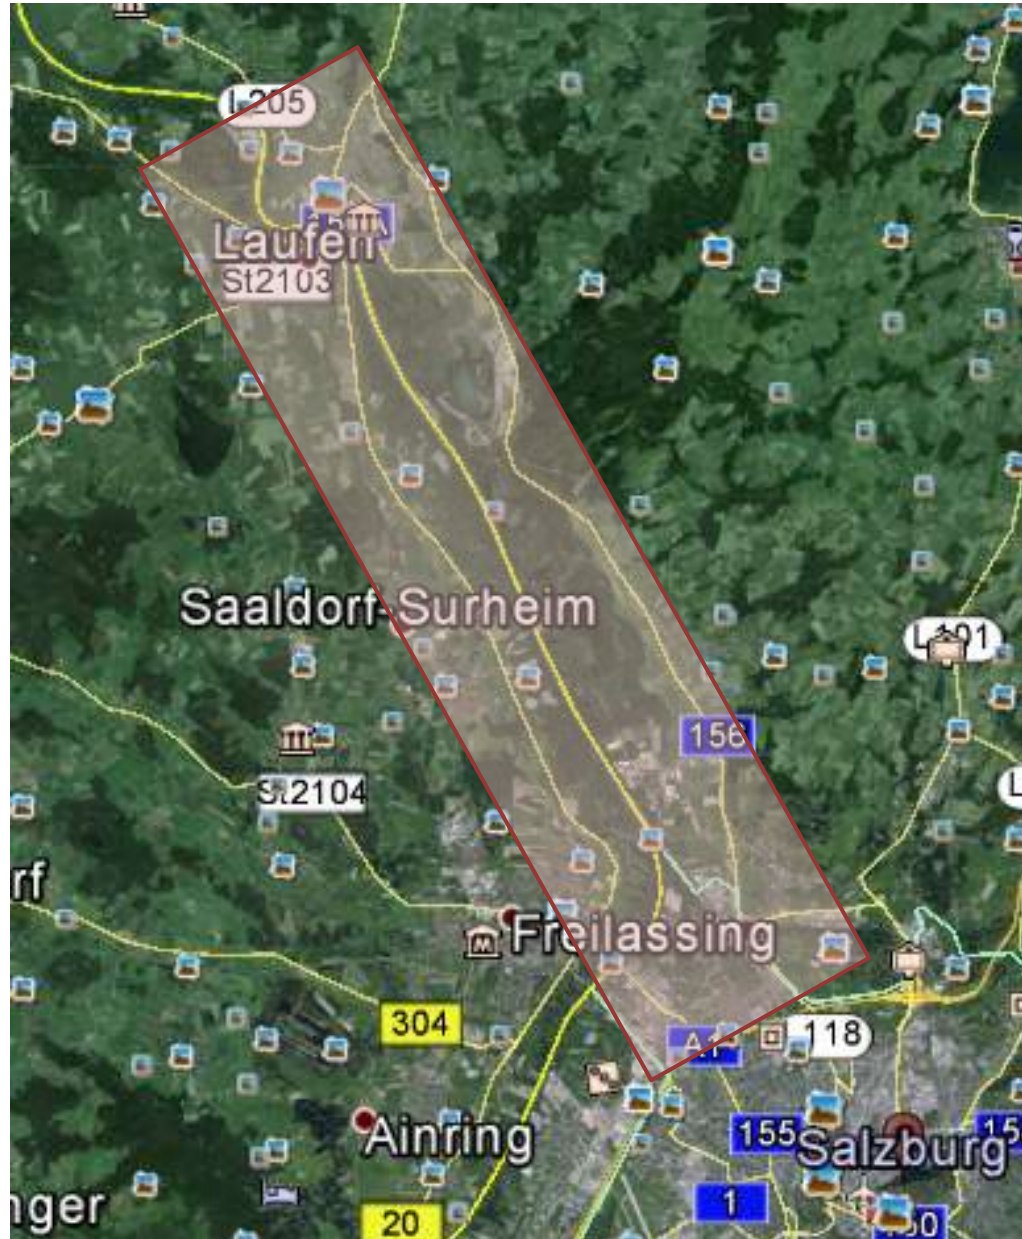 L205
Laufen
St2103
Saaldorf-Surheim
L101
156
St2104
L
rf
Freilassing
304
A1
118
Ainring
155
Salzburg
15
nger
20
1